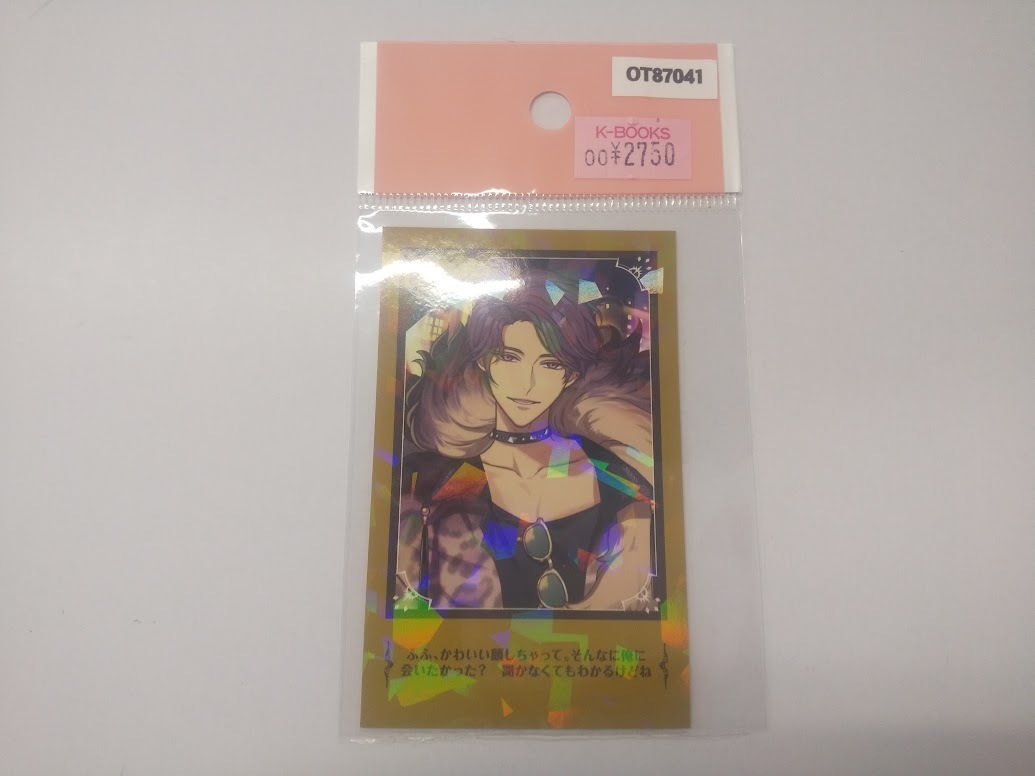 OT87041
K-BOOKS
00¥2750
ふふ、かわいい顔しちゃって。そんなに俺に
会いたかった？ 聞かなくてもわかるけどね